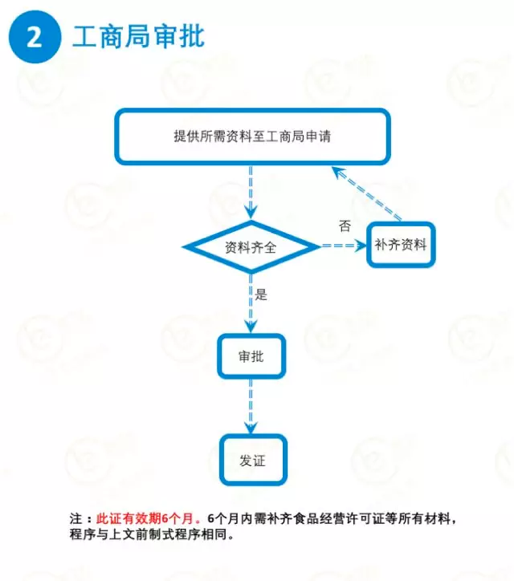 2 工商局审批
提供所需资料至工商局申请
资料齐全
否
补齐资料
是
审批
发证
注：此证有效期6个月。6个月内需补齐食品经营许可证等所有材料，
程序与上文前制式程序相同。